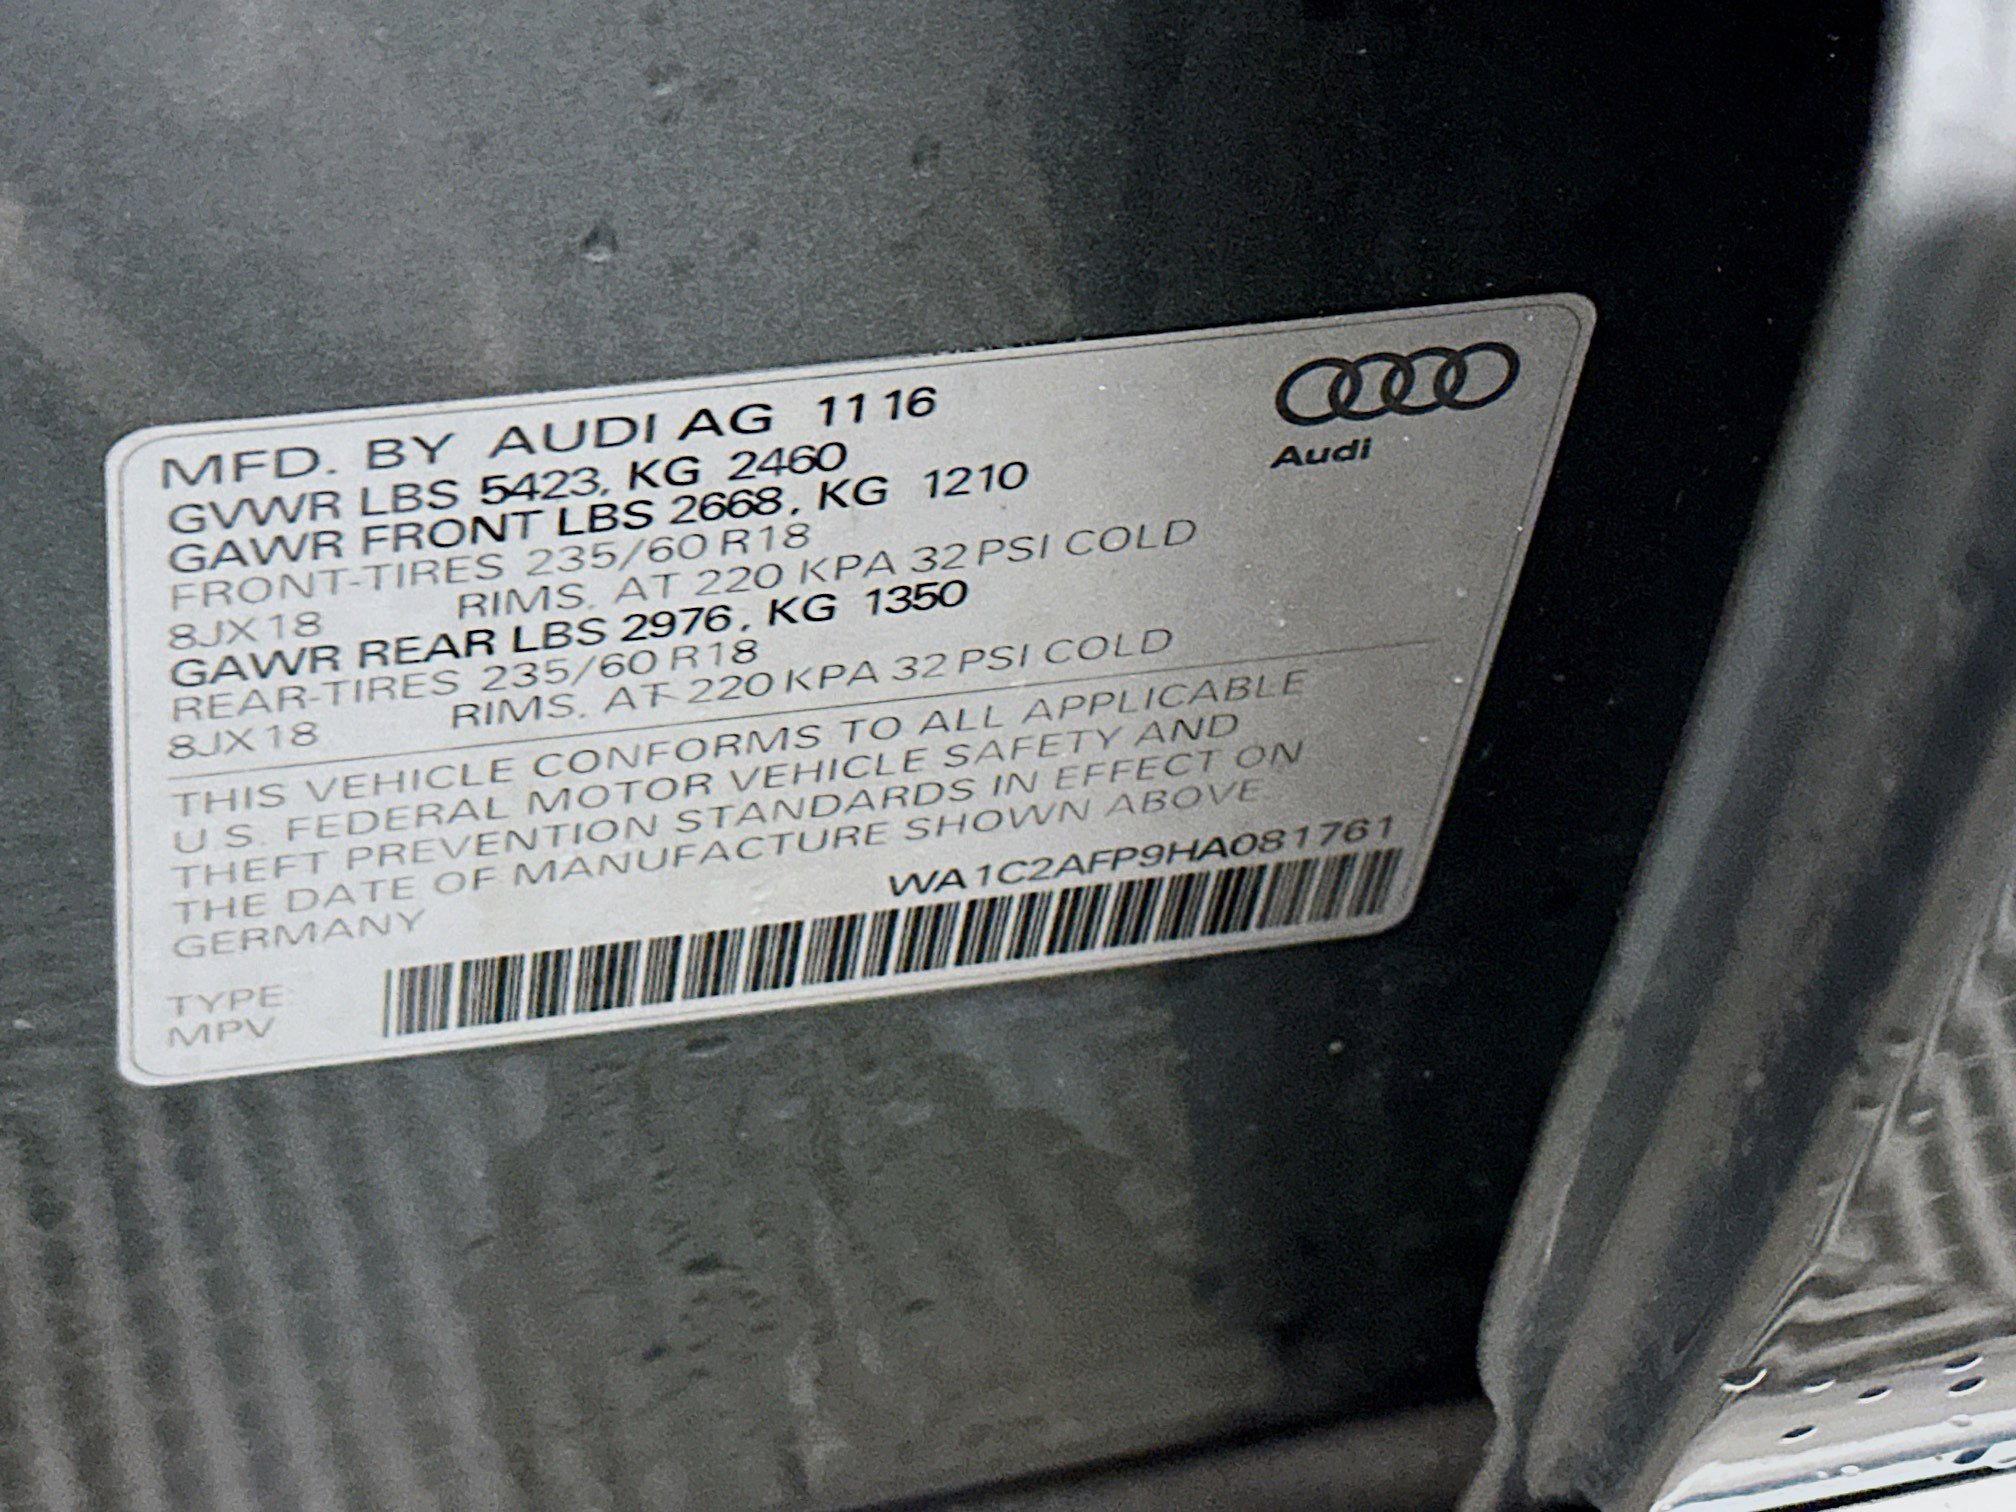 MFD. BY AUDI AG 11 16
GVWR LBS 5423, KG 2460
GAWR FRONT LBS 2668, KG 1210
FRONT-TIRES 235/60 R18
8JX18 RIMS. AT 220 KPA 32 PSI COLD
GAWR REAR LBS 2976, KG 1350
REAR-TIRES 235/60 R18
8JX18 RIMS. AT 220 KPA 32 PSI COLD
THIS VEHICLE CONFORMS TO ALL APPLICABLE
U.S. FEDERAL MOTOR VEHICLE SAFETY AND
THEFT PREVENTION STANDARDS IN EFFECT ON
THE DATE OF MANUFACTURE SHOWN ABOVE
GERMANY
WA1C2AFP9HA081761
TYPE
MPV
Audi